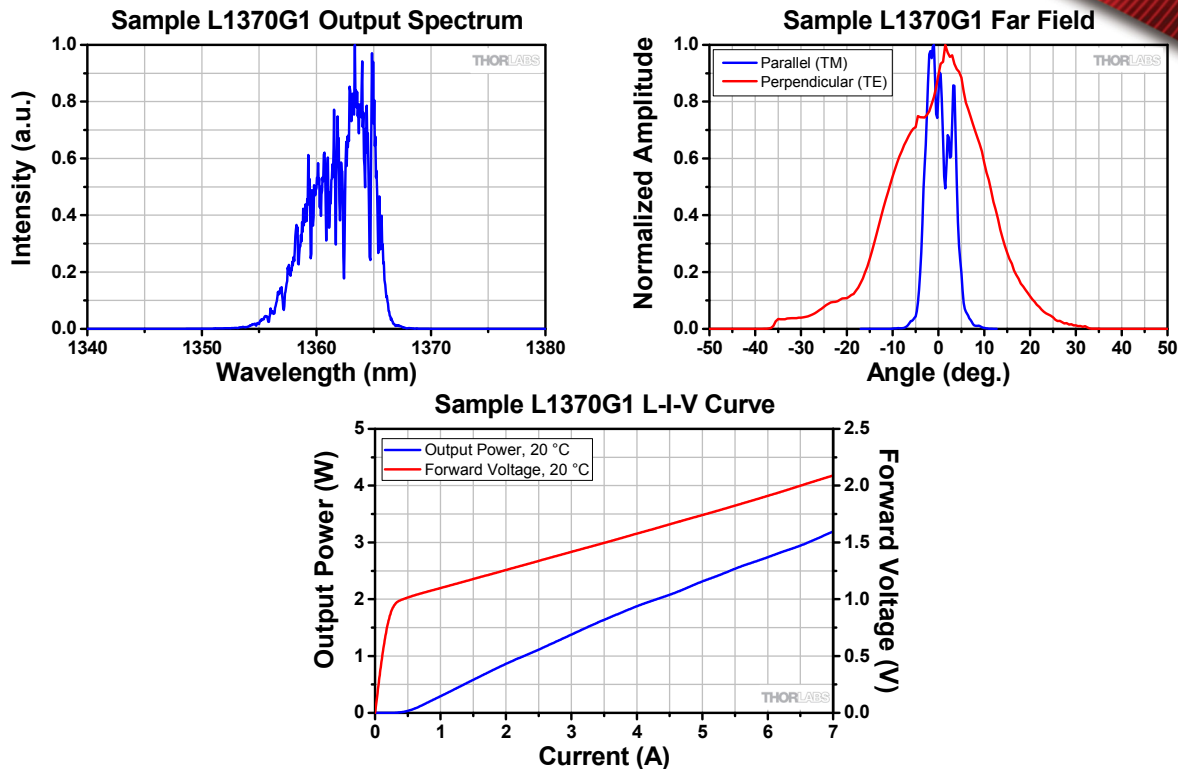 Sample L1370G1 Output Spectrum
Intensity (a.u.)
1.0
0.8
0.6
0.4
0.2
0.0
THORLABS
1340 1350 1360 1370 1380
Wavelength (nm)
Sample L1370G1 Far Field
Normalized Amplitude
1.0
0.8
0.6
0.4
0.2
0.0
Parallel (TM)
Perpendicular (TE)
THORLABS
-50 -40 -30 -20 -10 0 10 20 30 40 50
Angle (deg.)
Sample L1370G1 L-I-V Curve
Output Power (W)
5
4
3
2
1
0
Output Power, 20 °C
Forward Voltage, 20 °C
THORLABS
2.5
2.0
1.5
1.0
0.5
0.0
Forward Voltage (V)
0 1 2 3 4 5 6 7
Current (A)